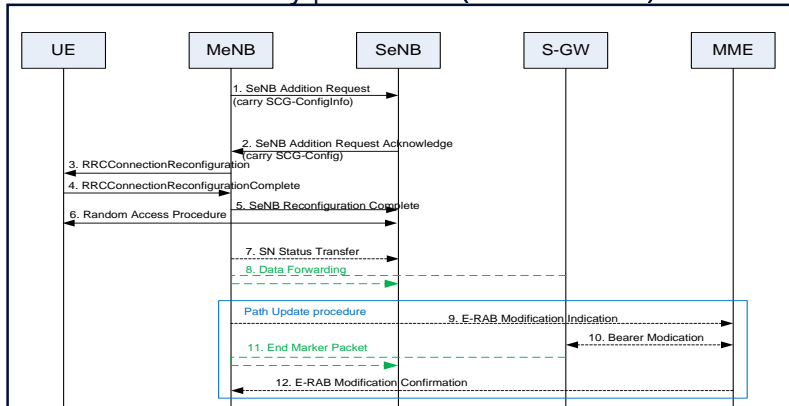 UE MeNB SeNB S-GW MME
1. SeNB Addition Request
(carry SCG-ConfigInfo)
2. SeNB Addition Request Acknowledge
(carry SCG-Config)
3. RRCConnectionReconfiguration
4. RRCConnectionReconfigurationComplete
5. SeNB Reconfiguration Complete
6. Random Access Procedure
7. SN Status Transfer
8. Data Forwarding
Path Update procedure
9. E-RAB Modification Indication
10. Bearer Modication
11. End Marker Packet
12. E-RAB Modification Confirmation